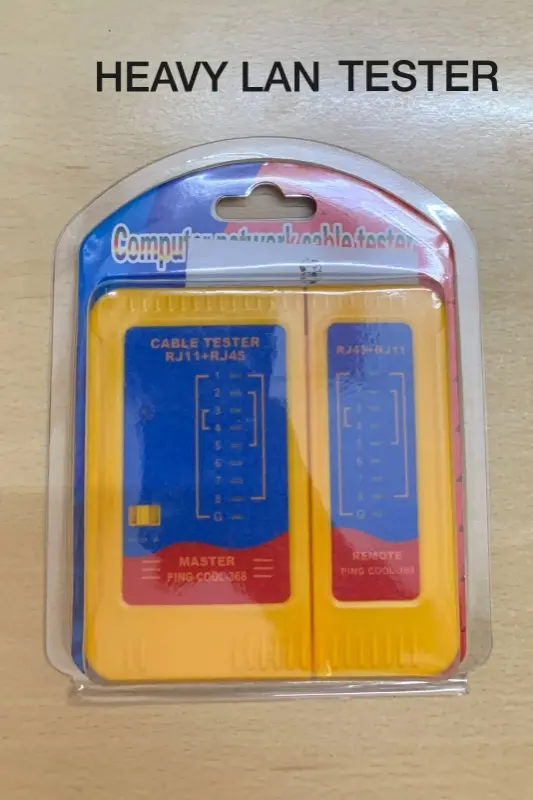 HEAVY LAN TESTER
Computer network cable tester
CABLE TESTER
RJ11+RJ45
1
2
3
4
5
6
7
8
G
MASTER
PING COOL-368
RJ45+RJ11
1
3
4
5
6
7
8
G
REMOTE
PING COOL-368